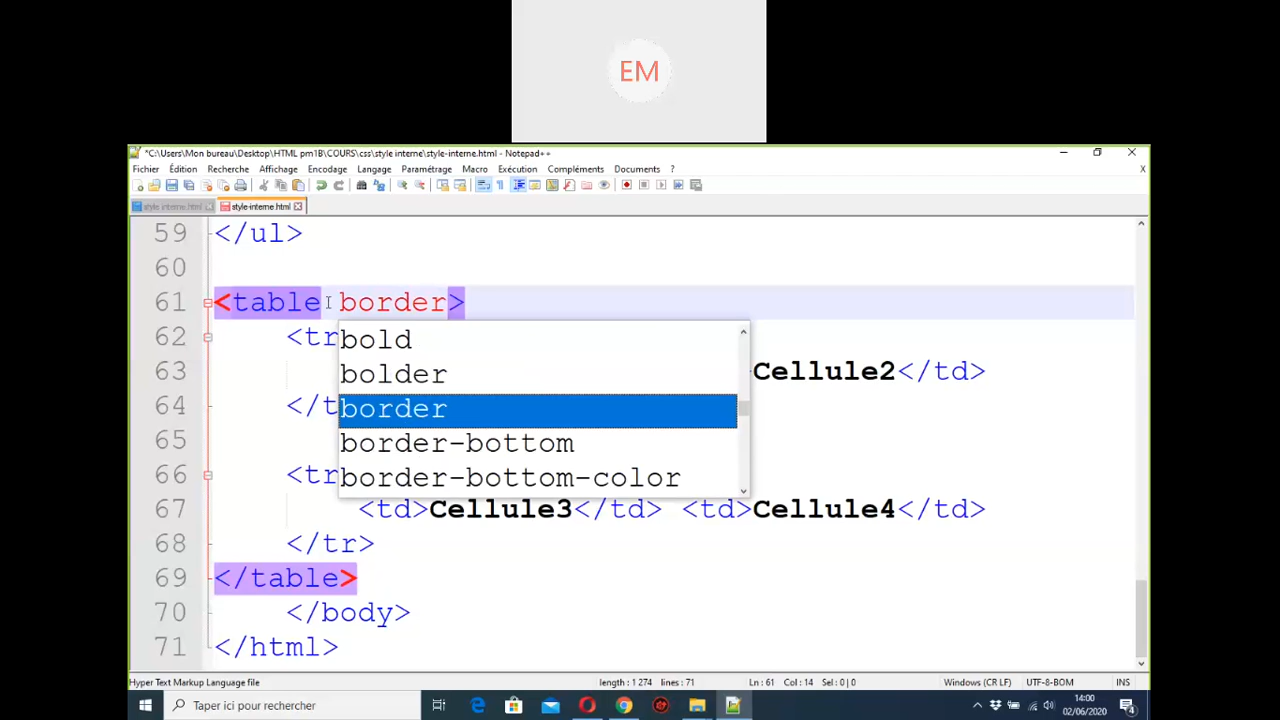 EM
*C:\Users\Mon bureau\Desktop\HTML pm1B\COURS\css\style interne\style-interne.html - Notepad++
Fichier Édition Recherche Affichage Encodage Langage Paramétrage Macro Exécution Compléments Documents ? X
style interne.html style-interne.html
59 </ul>
60
61 <table border>
62 <tr
bold
bolder
63 Cellule2</td>
64 </t
border
65
border-bottom
66 <tr
border-bottom-color
67 <td>Cellule3</td> <td>Cellule4</td>
68 </tr>
69 </table>
70 </body>
71 </html>
Hyper Text Markup Language file length : 1 274 lines : 71 Ln : 61 Col : 14 Sel : 0 | 0 Windows (CR LF) UTF-8-BOM INS
Taper ici pour rechercher
14:00
02/06/2020
4